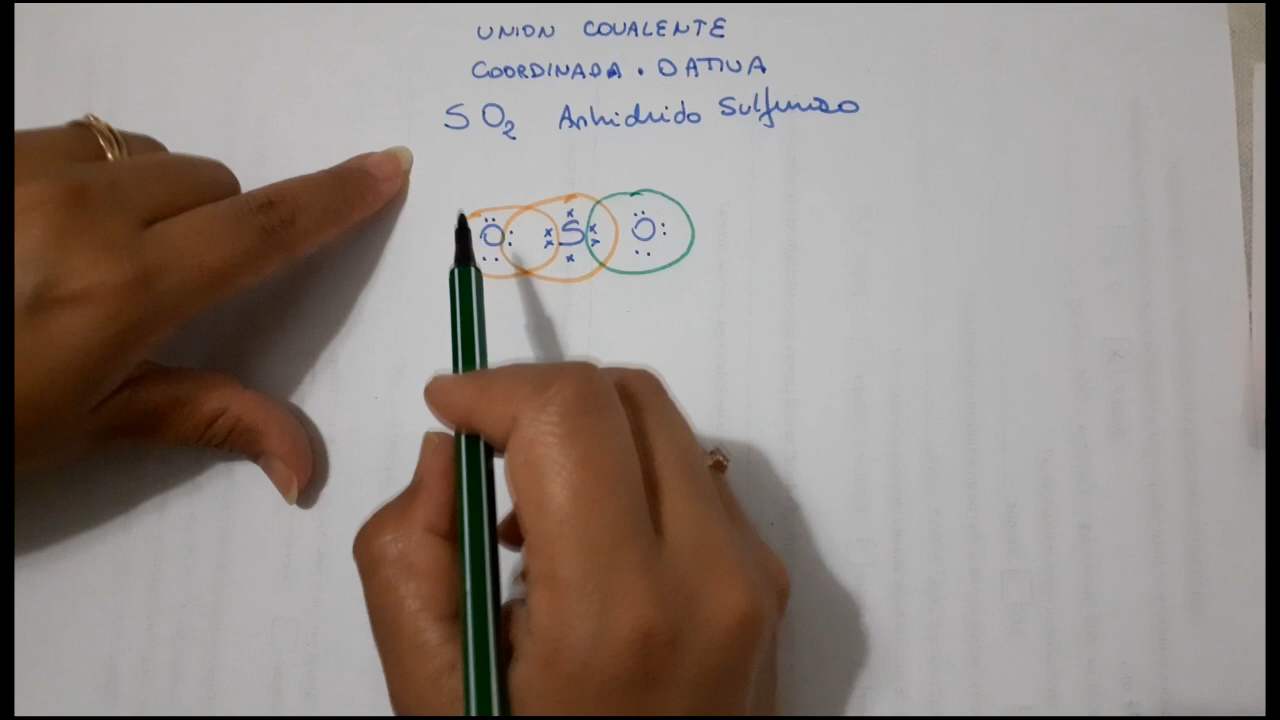 UNION COVALENTE
COORDINADA . DATIVA
SO₂ Anhidrido Sulfuroso
O S O